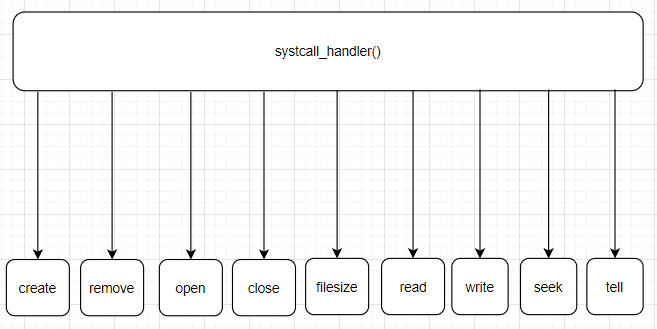 systcall_handler()
create
remove
open
close
filesize
read
write
seek
tell